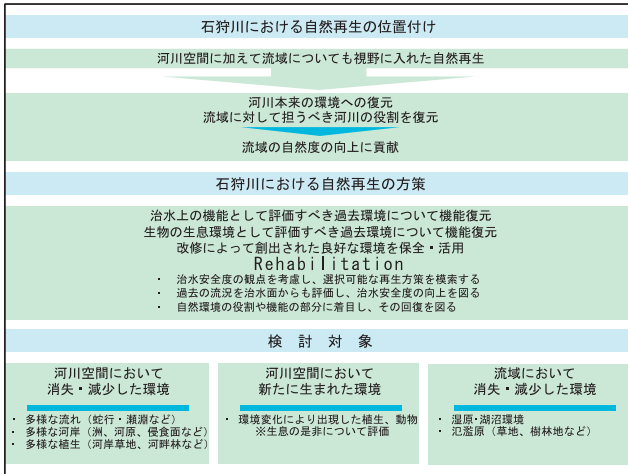 石狩川における自然再生の位置付け
河川空間に加えて流域についても視野に入れた自然再生
河川本来の環境への復元
流域に対して担うべき河川の役割を復元
流域の自然度の向上に貢献
石狩川における自然再生の方策
治水上の機能として評価すべき過去環境について機能復元
生物の生息環境として評価すべき過去環境について機能復元
改修によって創出された良好な環境を保全・活用
Rehabilitation
・ 治水安全度の観点を考慮し、選択可能な再生方策を模索する
・ 過去の流況を治水面からも評価し、治水安全度の向上を図る
・ 自然環境の役割や機能の部分に着目し、その回復を図る
検 討 対 象
河川空間において
消失・減少した環境
・ 多様な流れ（蛇行・瀬淵など）
・ 多様な河岸（洲、河原、侵食面など）
・ 多様な植生（河岸草地、河畔林など）
河川空間において
新たに生まれた環境
・ 環境変化により出現した植生、動物
※生息の是非について評価
流域において
消失・減少した環境
・ 湿原・湖沼環境
・ 氾濫原（草地、樹林地など）